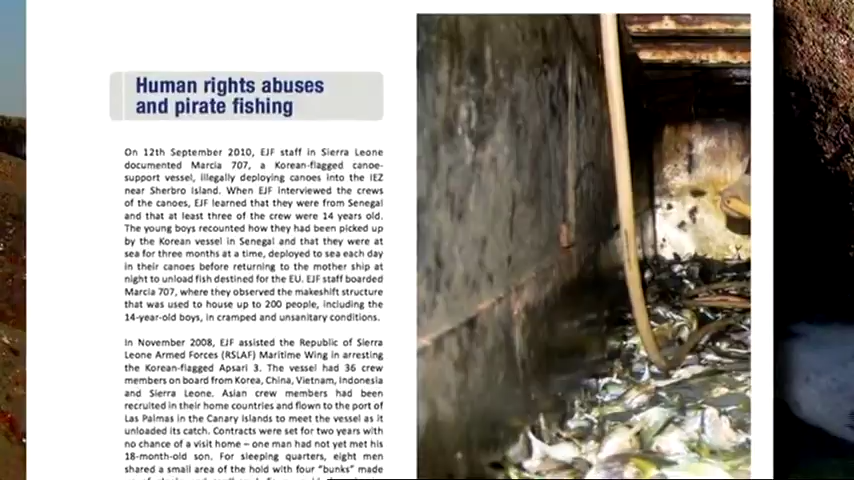 Human rights abuses
and pirate fishing
On 12th September 2010, EJF staff in Sierra Leone
documented Marcia 707, a Korean-flagged canoe-
support vessel, illegally deploying canoes into the IEZ
near Sherbro Island. When EJF interviewed the crews
of the canoes, EJF learned that they were from Senegal
and that at least three of the crew were 14 years old.
The young boys recounted how they had been picked up
by the Korean vessel in Senegal and that they were at
sea for three months at a time, deployed to sea each day
in their canoes before returning to the mother ship at
night to unload fish destined for the EU. EJF staff boarded
Marcia 707, where they observed the makeshift structure
that was used to house up to 200 people, including the
14-year-old boys, in cramped and unsanitary conditions.
In November 2008, EJF assisted the Republic of Sierra
Leone Armed Forces (RSLAF) Maritime Wing in arresting
the Korean-flagged Apsari 3. The vessel had 36 crew
members on board from Korea, China, Vietnam, Indonesia
and Sierra Leone. Asian crew members had been
recruited in their home countries and flown to the port of
Las Palmas in the Canary Islands to meet the vessel as it
unloaded its catch. Contracts were set for two years with
no chance of a visit home – one man had not yet met his
18-month-old son. For sleeping quarters, eight men
shared a small area of the hold with four "bunks" made